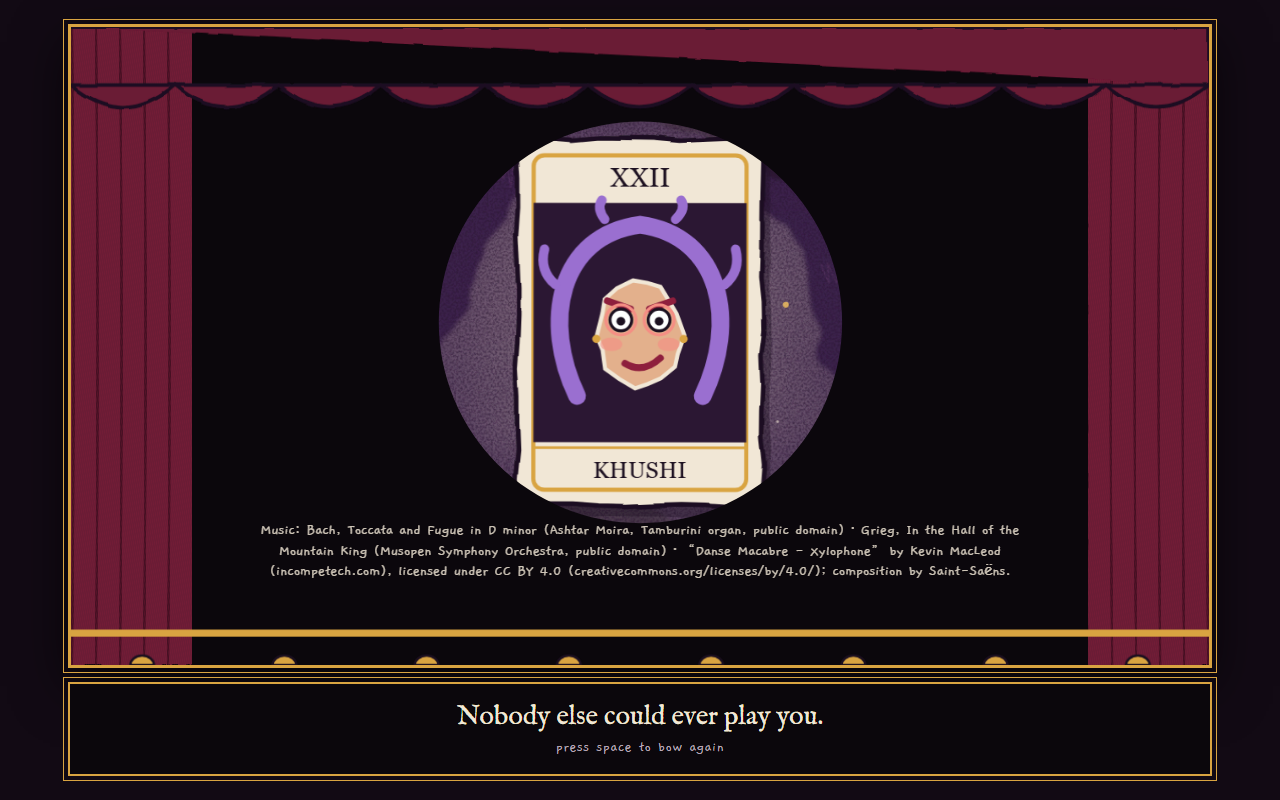 XXII
KHUSHI
Music: Bach, Toccata and Fugue in D minor (Ashtar Moira, Tamburini organ, public domain) · Grieg, In the Hall of the
Mountain King (Musopen Symphony Orchestra, public domain) · “Danse Macabre – Xylophone” by Kevin MacLeod
(incompetech.com), licensed under CC BY 4.0 (creativecommons.org/licenses/by/4.0/); composition by Saint-Saëns.
Nobody else could ever play you.
press space to bow again